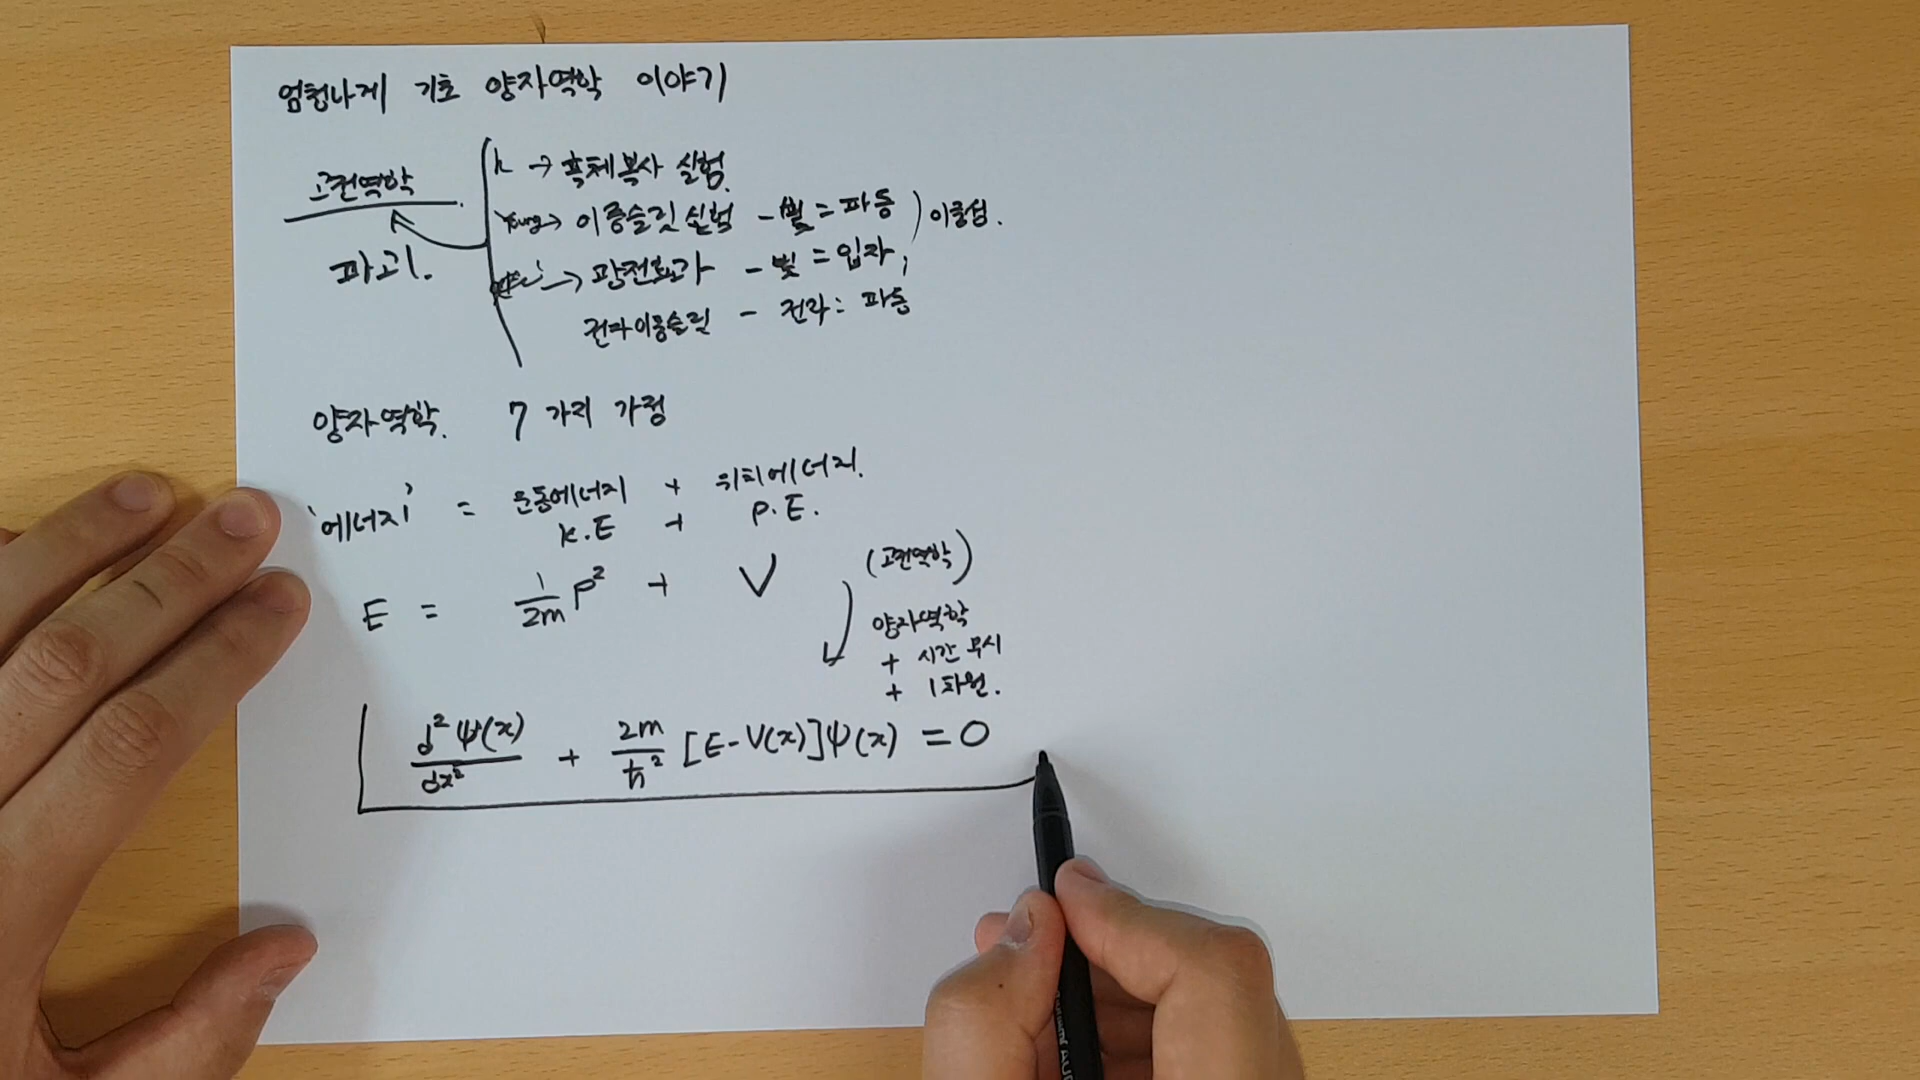 엄청나게 기초 양자역학 이야기
고전역학.
파괴.
h → 흑체복사 실험.
Young → 이중슬릿 실험 - 빛 = 파동
→ 광전효과 - 빛 = 입자,
이중성.
전자이중슬릿 - 전자 : 파동
양자역학. 7 가지 가정
'에너지' = 운동에너지 + 위치에너지.
K.E + P.E.
E = 1/2m P² + V
(고전역학)
양자역학
+ 시간 무시
+ 1차원.
d²ψ(x)/dx² + 2m/ħ² [E-V(x)]ψ(x) = 0